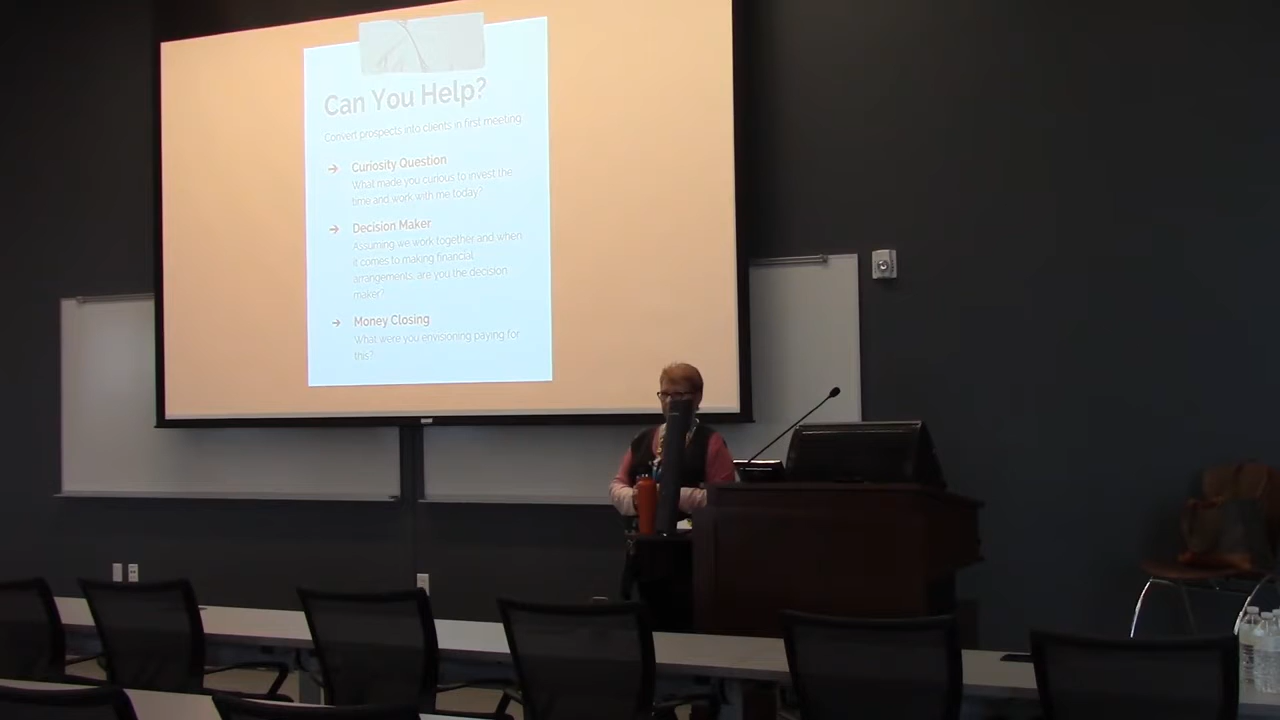 Can You Help?
Convert prospects into clients in first meeting
→ Curiosity Question
What made you curious to invest the
time and work with me today?
→ Decision Maker
Assuming we work together and when
it comes to making financial
arrangements, are you the decision
maker?
→ Money Closing
What were you envisioning paying for
this?